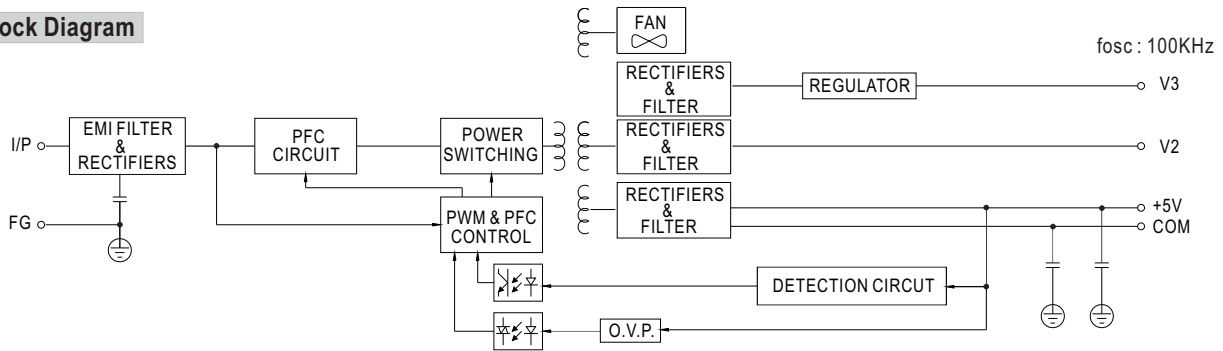 ock Diagram
FAN
fosc : 100KHz
RECTIFIERS
&
FILTER
REGULATOR
V3
I/P
EMI FILTER
&
RECTIFIERS
PFC
CIRCUIT
POWER
SWITCHING
RECTIFIERS
&
FILTER
V2
FG
PWM & PFC
CONTROL
RECTIFIERS
&
FILTER
+5V
COM
DETECTION CIRCUT
O.V.P.